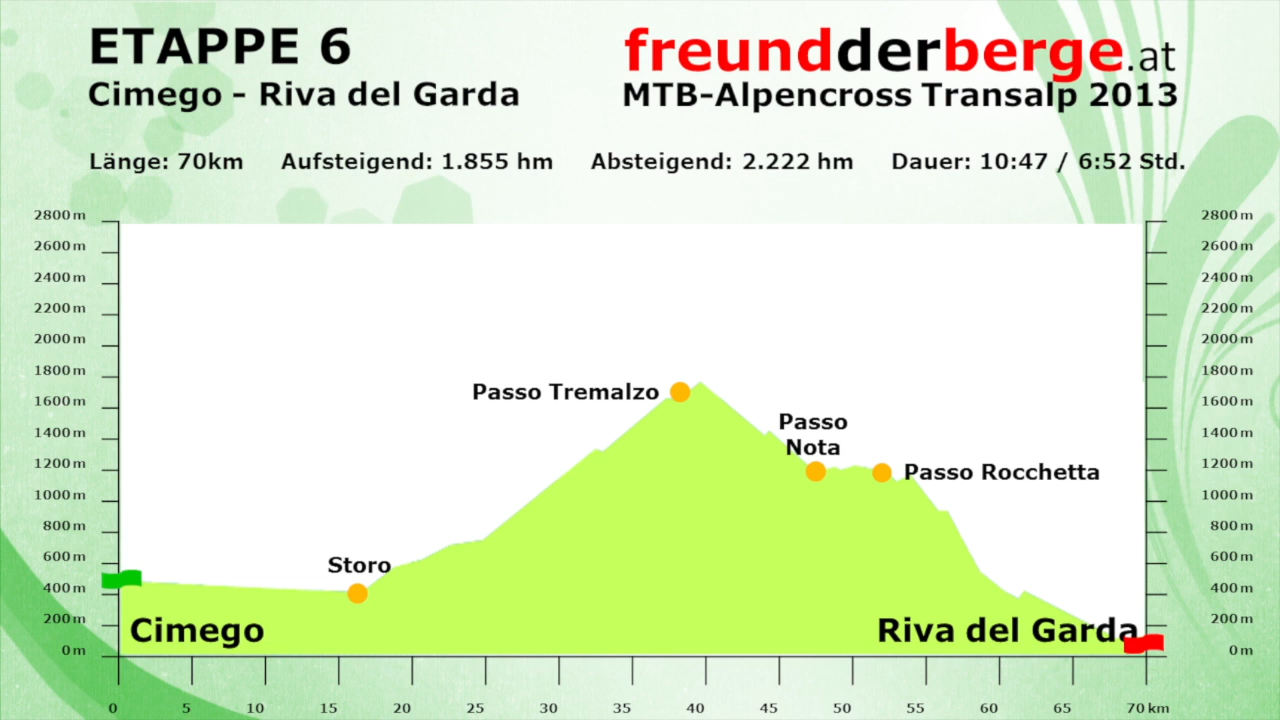 ETAPPE 6
Cimego – Riva del Garda
freundderberge.at
MTB-Alpencross Transalp 2013
Länge: 70km Aufsteigend: 1.855 hm Absteigend: 2.222 hm Dauer: 10:47 / 6:52 Std.
2800 m 2800 m
2600 m 2600 m
2400 m 2400 m
2200 m 2200 m
2000 m 2000 m
1800 m 1800 m
Passo Tremalzo
1600 m 1600 m
Passo
Nota
1400 m 1400 m
1200 m Passo Rocchetta 1200 m
1000 m 1000 m
800 m 800 m
600 m Storo 600 m
400 m 400 m
200 m Cimego Riva del Garda 200 m
0 m 0 m
0 5 10 15 20 25 30 35 40 45 50 55 60 65 70 km